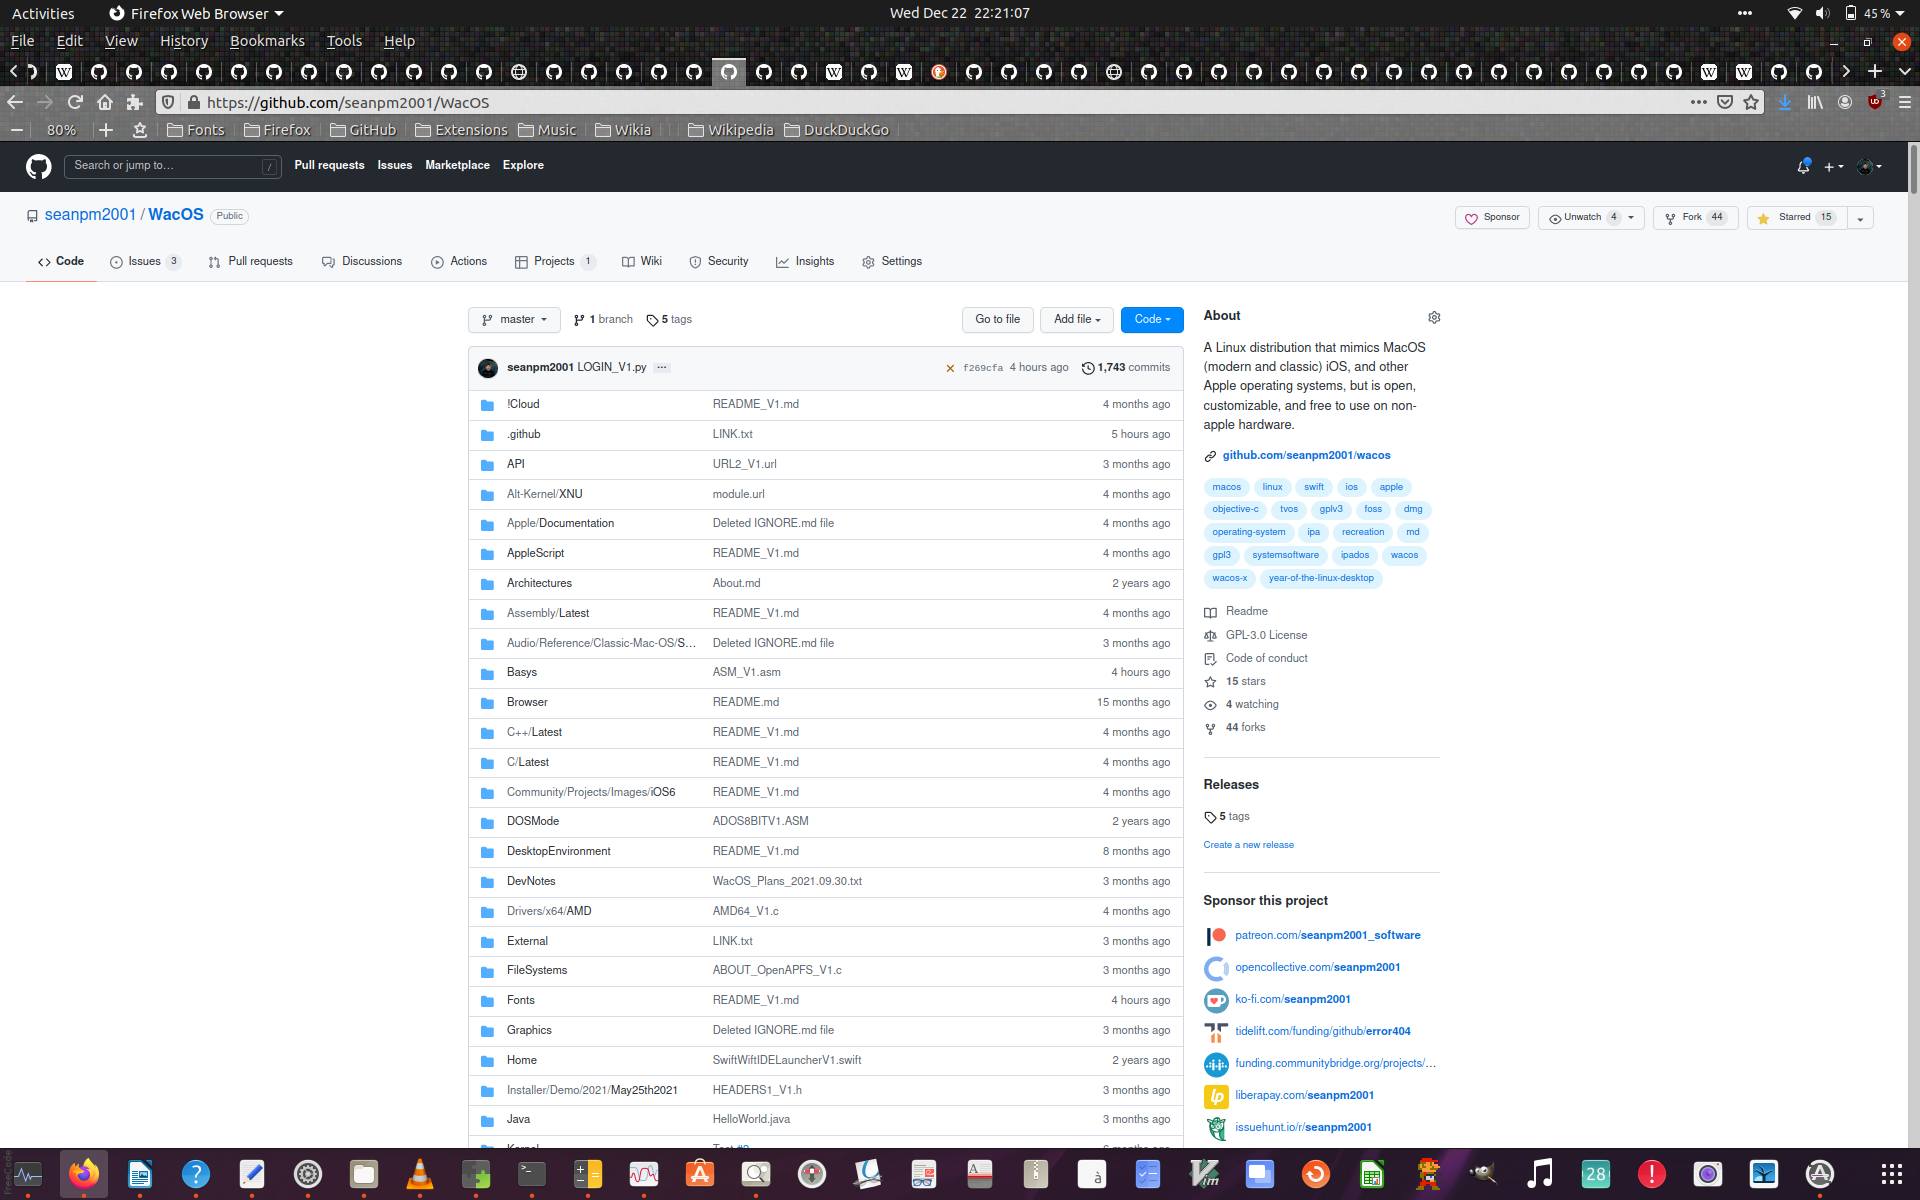 Activities
Firefox Web Browser
Wed Dec 22 22:21:07
45 %
File Edit View History Bookmarks Tools Help
https://github.com/seanpm2001/WacOS
3
80%
Fonts Firefox GitHub Extensions Music Wikia Wikipedia DuckDuckGo
Search or jump to… /
Pull requests Issues Marketplace Explore
seanpm2001 / WacOS Public
Sponsor Unwatch 4 Fork 44 Starred 15
Code Issues 3 Pull requests Discussions Actions Projects 1 Wiki Security Insights Settings
master 1 branch 5 tags Go to file Add file Code
seanpm2001 LOGIN_V1.py ... f269cfa 4 hours ago 1,743 commits
!Cloud README_V1.md 4 months ago
.github LINK.txt 5 hours ago
API URL2_V1.url 3 months ago
Alt-Kernel/XNU module.url 4 months ago
Apple/Documentation Deleted IGNORE.md file 4 months ago
AppleScript README_V1.md 4 months ago
Architectures About.md 2 years ago
Assembly/Latest README_V1.md 4 months ago
Audio/Reference/Classic-Mac-OS/S… Deleted IGNORE.md file 3 months ago
Basys ASM_V1.asm 4 hours ago
Browser README.md 15 months ago
C++/Latest README_V1.md 4 months ago
C/Latest README_V1.md 4 months ago
Community/Projects/Images/iOS6 README_V1.md 4 months ago
DOSMode ADOS8BITV1.ASM 2 years ago
DesktopEnvironment README_V1.md 8 months ago
DevNotes WacOS_Plans_2021.09.30.txt 3 months ago
Drivers/x64/AMD AMD64_V1.c 4 months ago
External LINK.txt 3 months ago
FileSystems ABOUT_OpenAPFS_V1.c 3 months ago
Fonts README_V1.md 4 hours ago
Graphics Deleted IGNORE.md file 3 months ago
Home SwiftWiftIDELauncherV1.swift 2 years ago
Installer/Demo/2021/May25th2021 HEADERS1_V1.h 3 months ago
Java HelloWorld.java 3 months ago
About
A Linux distribution that mimics MacOS
(modern and classic) iOS, and other
Apple operating systems, but is open,
customizable, and free to use on non-
apple hardware.
github.com/seanpm2001/wacos
macos linux swift ios apple
objective-c tvos gplv3 foss dmg
operating-system ipa recreation md
gpl3 systemsoftware ipados wacos
wacos-x year-of-the-linux-desktop
Readme
GPL-3.0 License
Code of conduct
15 stars
4 watching
44 forks
Releases
5 tags
Create a new release
Sponsor this project
patreon.com/seanpm2001_software
opencollective.com/seanpm2001
ko-fi.com/seanpm2001
tidelift.com/funding/github/error404
funding.communitybridge.org/projects/…
liberapay.com/seanpm2001
issuehunt.io/r/seanpm2001
28